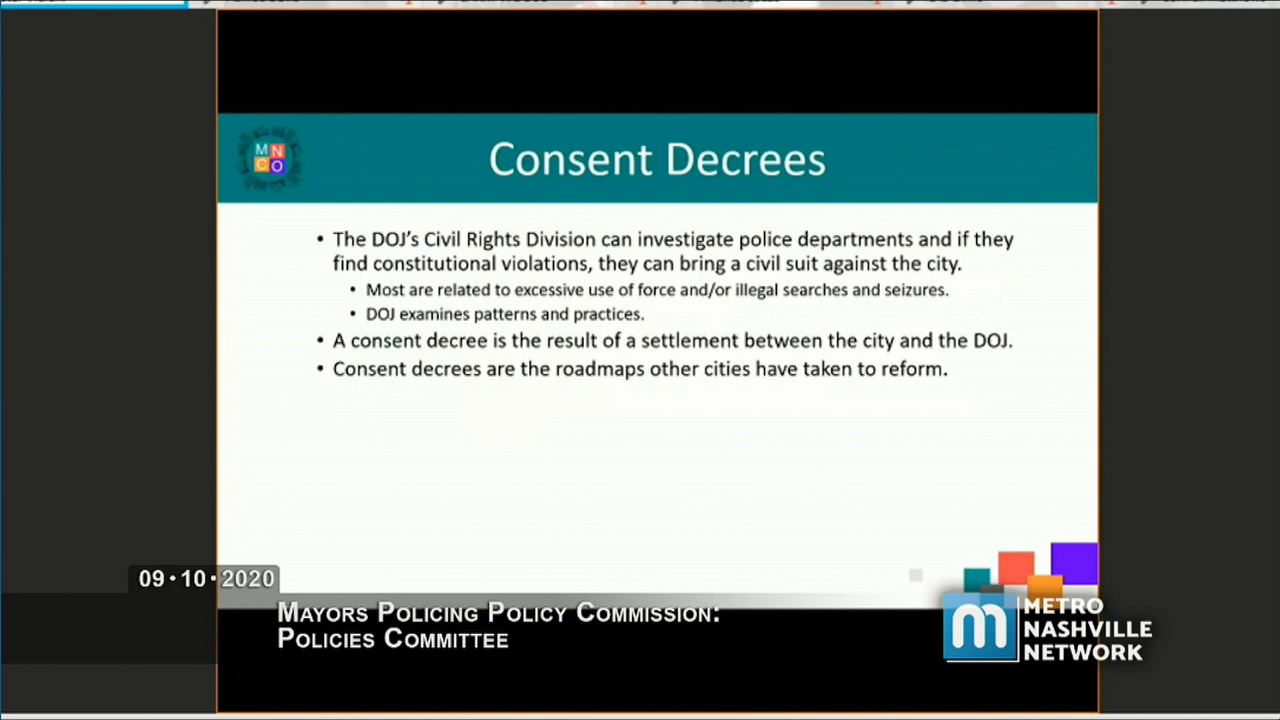 MN
CO
Consent Decrees
• The DOJ's Civil Rights Division can investigate police departments and if they
find constitutional violations, they can bring a civil suit against the city.
• Most are related to excessive use of force and/or illegal searches and seizures.
• DOJ examines patterns and practices.
• A consent decree is the result of a settlement between the city and the DOJ.
• Consent decrees are the roadmaps other cities have taken to reform.
09•10•2020
Mayors Policing Policy Commission:
Policies Committee
m
METRO
NASHVILLE
NETWORK